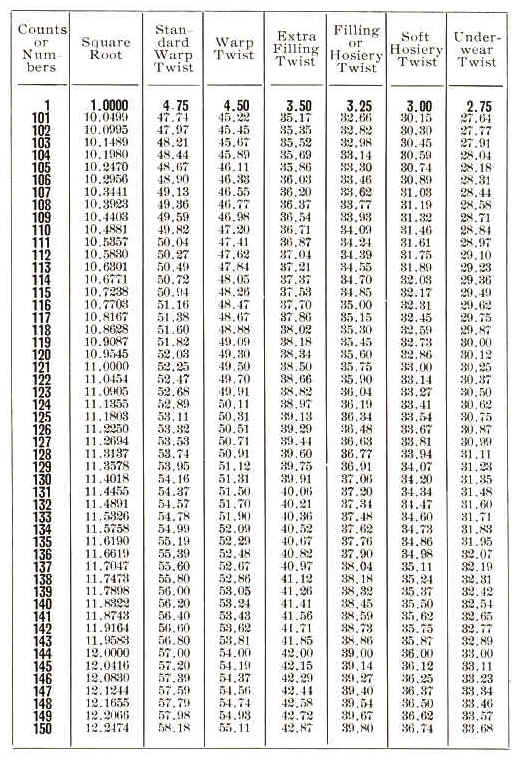 Counts or Num- bers | Square Root | Stan- dard Warp Twist | Warp Twist | Extra Filling Twist | Filling or Hosiery Twist | Soft Hosiery Twist | Under- wear Twist
1 1.0000 4.75 4.50 3.50 3.25 3.00 2.75
101 10.0499 47.74 45.22 35.17 32.66 30.15 27.64
102 10.0995 47.97 45.45 35.35 32.82 30.30 27.77
103 10.1489 48.21 45.67 35.52 32.98 30.45 27.91
104 10.1980 48.44 45.89 35.69 33.14 30.59 28.04
105 10.2470 48.67 46.11 35.86 33.30 30.74 28.18
106 10.2956 48.90 46.33 36.03 33.46 30.89 28.31
107 10.3441 49.13 46.55 36.20 33.62 31.03 28.44
108 10.3923 49.36 46.77 36.37 33.77 31.19 28.58
109 10.4403 49.59 46.98 36.54 33.93 31.32 28.71
110 10.4881 49.82 47.20 36.71 34.09 31.46 28.84
111 10.5357 50.04 47.41 36.87 34.24 31.61 28.97
112 10.5830 50.27 47.62 37.04 34.39 31.75 29.10
113 10.6301 50.49 47.84 37.21 34.55 31.89 29.23
114 10.6771 50.72 48.05 37.37 34.70 32.03 29.36
115 10.7238 50.94 48.26 37.53 34.85 32.17 29.49
116 10.7703 51.16 48.47 37.70 35.00 32.31 29.62
117 10.8167 51.38 48.67 37.86 35.15 32.45 29.75
118 10.8628 51.60 48.88 38.02 35.30 32.59 29.87
119 10.9087 51.82 49.09 38.18 35.45 32.73 30.00
120 10.9545 52.03 49.30 38.34 35.60 32.86 30.12
121 11.0000 52.25 49.50 38.50 35.75 33.00 30.25
122 11.0454 52.47 49.70 38.66 35.90 33.14 30.37
123 11.0905 52.68 49.91 38.82 36.04 33.27 30.50
124 11.1355 52.89 50.11 38.97 36.19 33.41 30.62
125 11.1803 53.11 50.31 39.13 36.34 33.54 30.75
126 11.2250 53.32 50.51 39.29 36.48 33.67 30.87
127 11.2694 53.53 50.71 39.44 36.63 33.81 30.99
128 11.3137 53.74 50.91 39.60 36.77 33.94 31.11
129 11.3578 53.95 51.12 39.75 36.91 34.07 31.23
130 11.4018 54.16 51.31 39.91 37.06 34.20 31.35
131 11.4455 54.37 51.50 40.06 37.20 34.34 31.48
132 11.4891 54.57 51.70 40.21 37.34 34.47 31.60
133 11.5326 54.78 51.90 40.36 37.48 34.60 31.71
134 11.5758 54.99 52.09 40.52 37.62 34.73 31.83
135 11.6190 55.19 52.29 40.67 37.76 34.86 31.95
136 11.6619 55.39 52.48 40.82 37.90 34.98 32.07
137 11.7047 55.60 52.67 40.97 38.04 35.11 32.19
138 11.7473 55.80 52.86 41.12 38.18 35.24 32.31
139 11.7898 56.00 53.05 41.26 38.32 35.37 32.42
140 11.8322 56.20 53.24 41.41 38.45 35.50 32.54
141 11.8743 56.40 53.43 41.56 38.59 35.62 32.65
142 11.9164 56.60 53.62 41.71 38.73 35.75 32.77
143 11.9583 56.80 53.81 41.85 38.86 35.87 32.89
144 12.0000 57.00 54.00 42.00 39.00 36.00 33.00
145 12.0416 57.20 54.19 42.15 39.14 36.12 33.11
146 12.0830 57.39 54.37 42.29 39.27 36.25 33.23
147 12.1244 57.59 54.56 42.44 39.40 36.37 33.34
148 12.1655 57.79 54.74 42.58 39.54 36.50 33.46
149 12.2066 57.98 54.93 42.72 39.67 36.62 33.57
150 12.2474 58.18 55.11 42.87 39.80 36.74 33.68